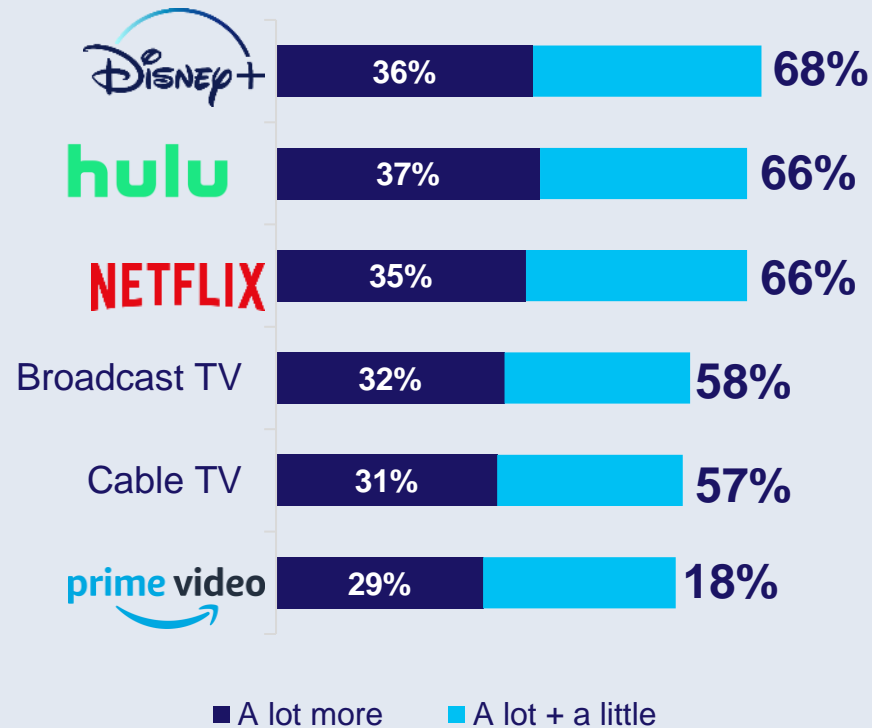 Disney+
36%
68%
hulu
37%
66%
NETFLIX
35%
66%
Broadcast TV
32%
58%
Cable TV
31%
57%
prime video
29%
18%
A lot more
A lot + a little